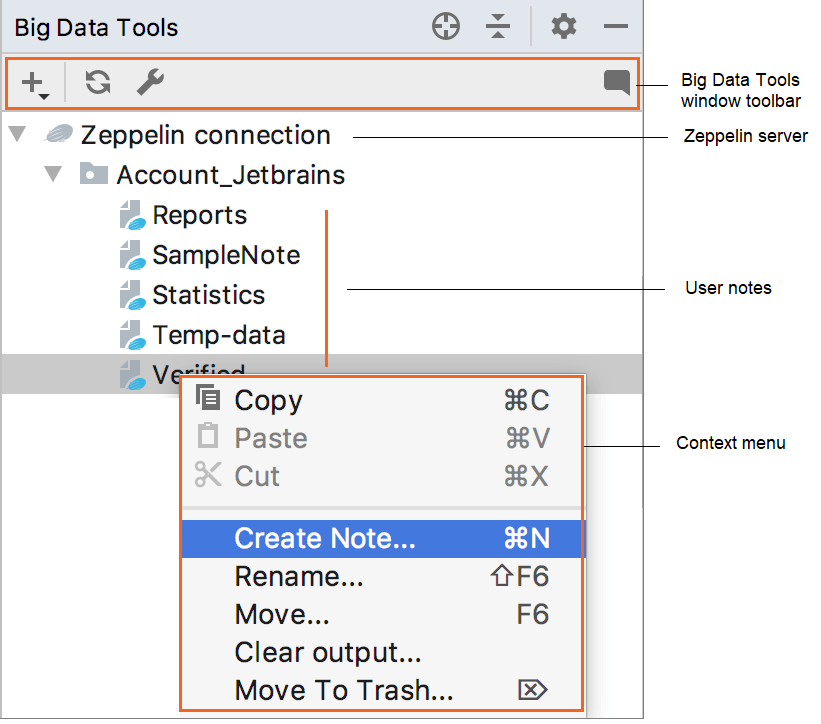 Big Data Tools
Big Data Tools
window toolbar
Zeppelin connection
Zeppelin server
Account_Jetbrains
Reports
SampleNote
Statistics
User notes
Temp-data
Verified
Copy ⌘C
Paste ⌘V
Context menu
Cut ⌘X
Create Note... ⌘N
Rename... ⇧F6
Move... F6
Clear output...
Move To Trash... ⌦